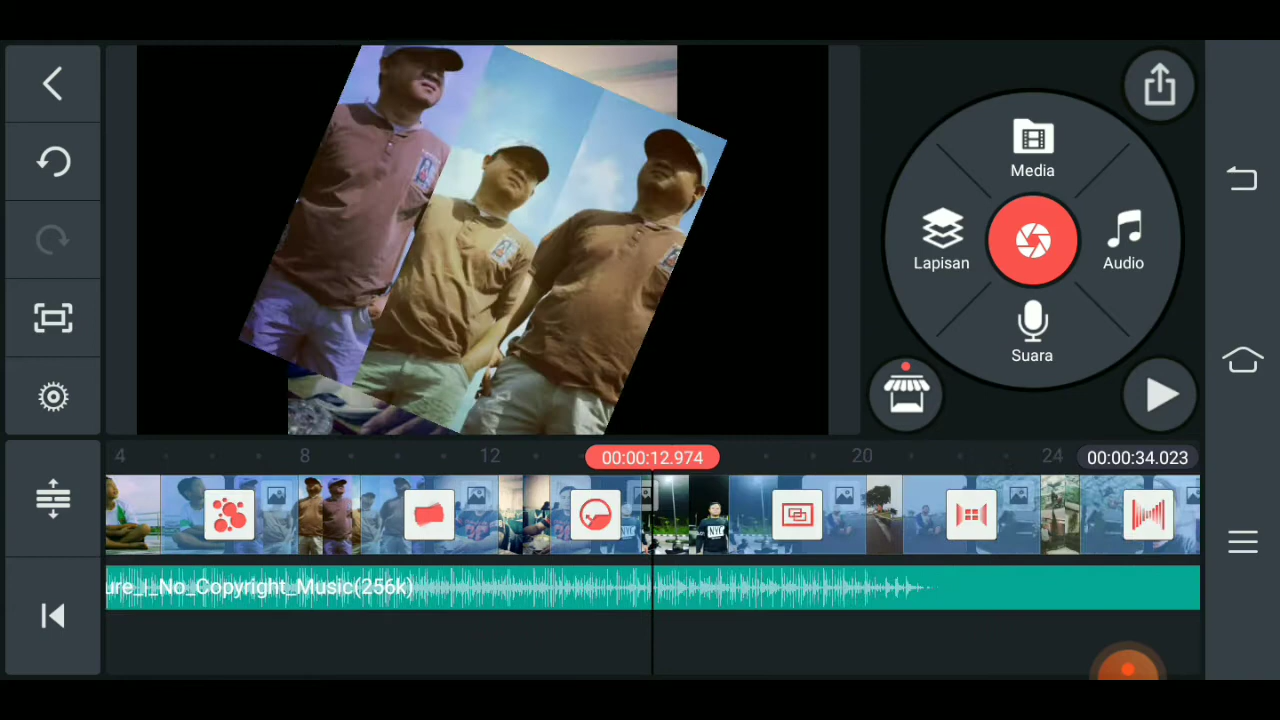 Media
Lapisan
Audio
Suara
4
8
12
00:00:12.974
20
24
00:00:34.023
NYC
ure_|_No_Copyright_Music(256k)